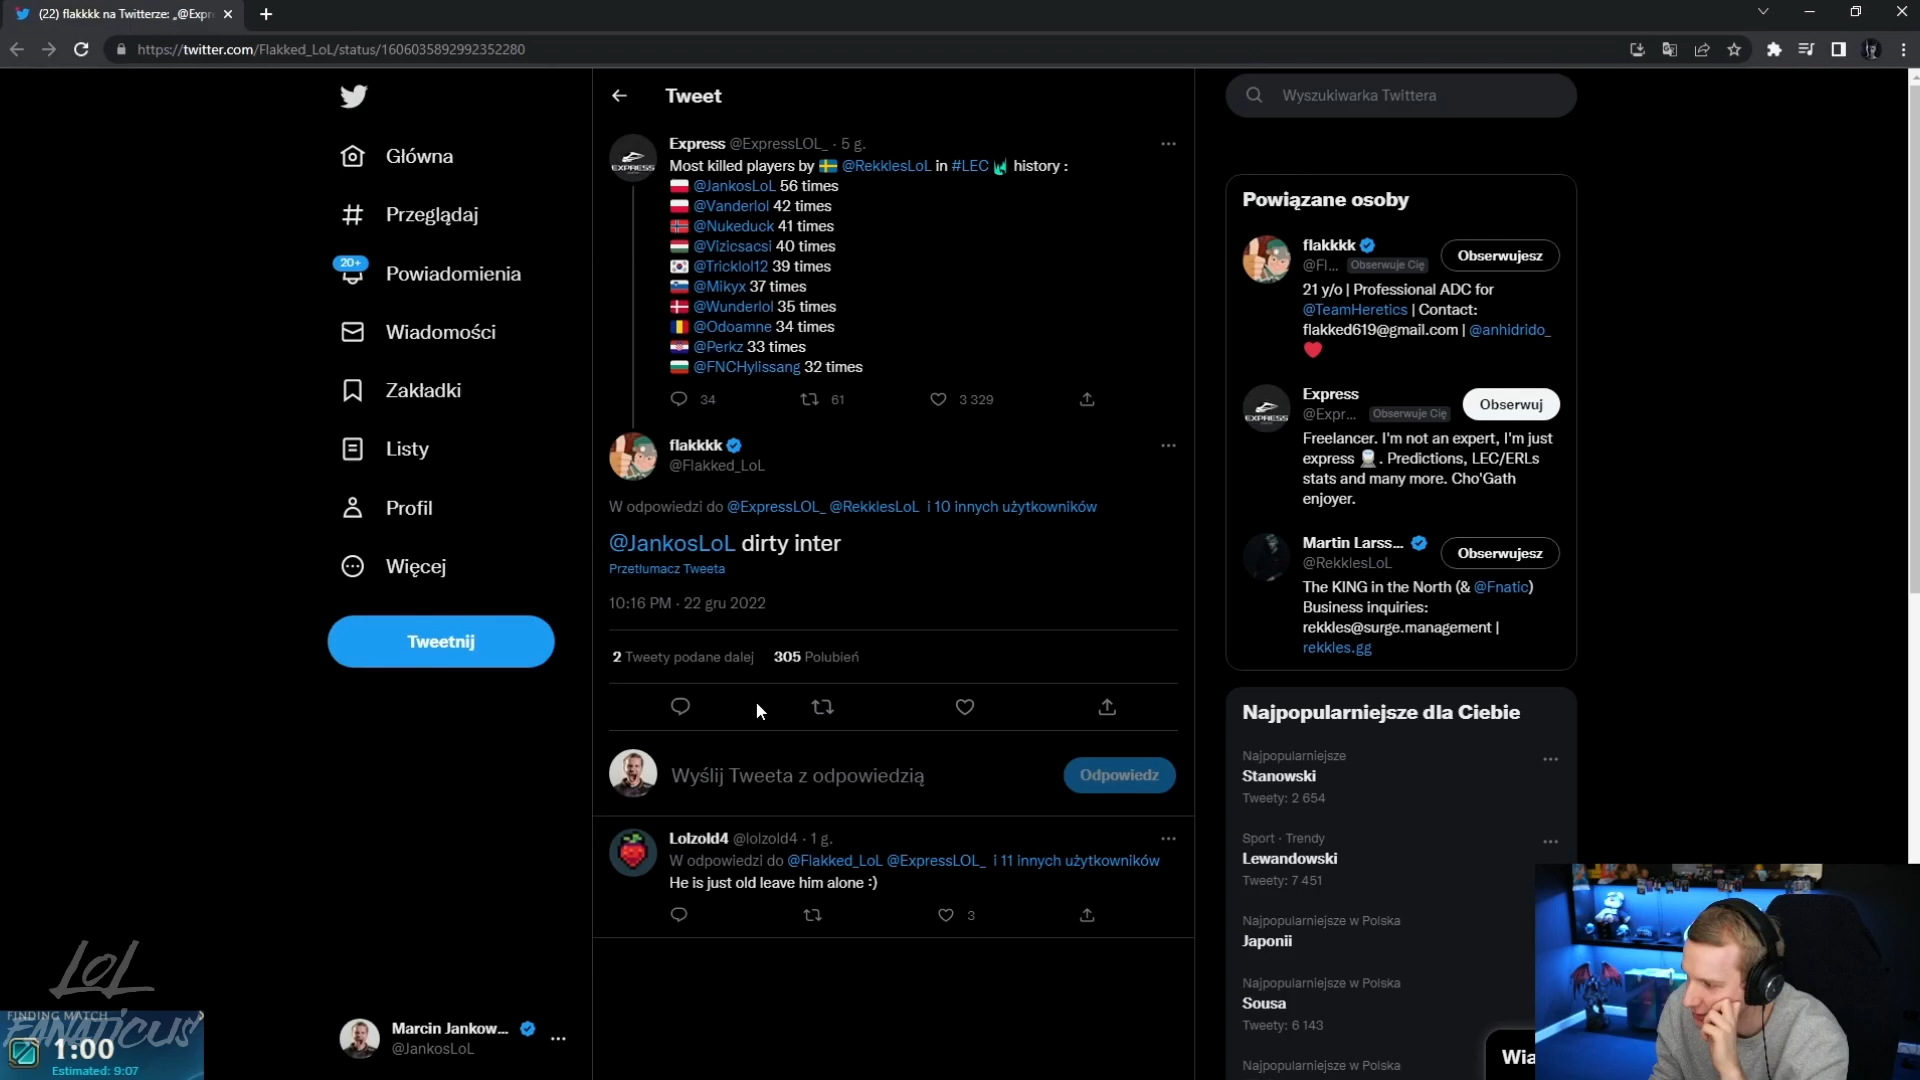 (22) flakkkk na Twitterze: „@Expr
https://twitter.com/Flakked_LoL/status/1606035892992352280
Główna
Przeglądaj
20+
Powiadomienia
Wiadomości
Zakładki
Listy
Profil
Więcej
Tweetnij
Marcin Jankow...
@JankosLoL
Tweet
Express @ExpressLOL_ · 5 g.
EXPRESS
Most killed players by @RekklesLoL in #LEC history :
@JankosLoL 56 times
@Vanderlol 42 times
@Nukeduck 41 times
@Vizicsacsi 40 times
@Tricklol12 39 times
@Mikyx 37 times
@Wunderlol 35 times
@Odoamne 34 times
@Perkz 33 times
@FNCHylissang 32 times
34 61 3 329
flakkkk
@Flakked_LoL
W odpowiedzi do @ExpressLOL_ @RekklesLoL i 10 innych użytkowników
@JankosLoL dirty inter
Przetłumacz Tweeta
10:16 PM · 22 gru 2022
2 Tweety podane dalej 305 Polubień
Wyślij Tweeta z odpowiedzią
Odpowiedz
Lolzold4 @lolzold4 · 1 g.
W odpowiedzi do @Flakked_LoL @ExpressLOL_ i 11 innych użytkowników
He is just old leave him alone :)
3
Wyszukiwarka Twittera
Powiązane osoby
flakkkk
@Fl... Obserwuje Cię
Obserwujesz
21 y/o | Professional ADC for
@TeamHeretics | Contact:
flakked619@gmail.com | @anhidrido_
Express
@Expr... Obserwuje Cię
Obserwuj
EXPRESS
Freelancer. I'm not an expert, I'm just
express . Predictions, LEC/ERLs
stats and many more. Cho'Gath
enjoyer.
Martin Larss...
@RekklesLoL
Obserwujesz
The KING in the North (& @Fnatic)
Business inquiries:
rekkles@surge.management |
rekkles.gg
Najpopularniejsze dla Ciebie
Najpopularniejsze
Stanowski
Tweety: 2 654
Sport · Trendy
Lewandowski
Tweety: 7 451
Najpopularniejsze w Polska
Japonii
Najpopularniejsze w Polska
Sousa
Tweety: 6 143
Najpopularniejsze w Polska
Wia
LoL
FANATICUS
FINDING MATCH
1:00
Estimated: 9:07